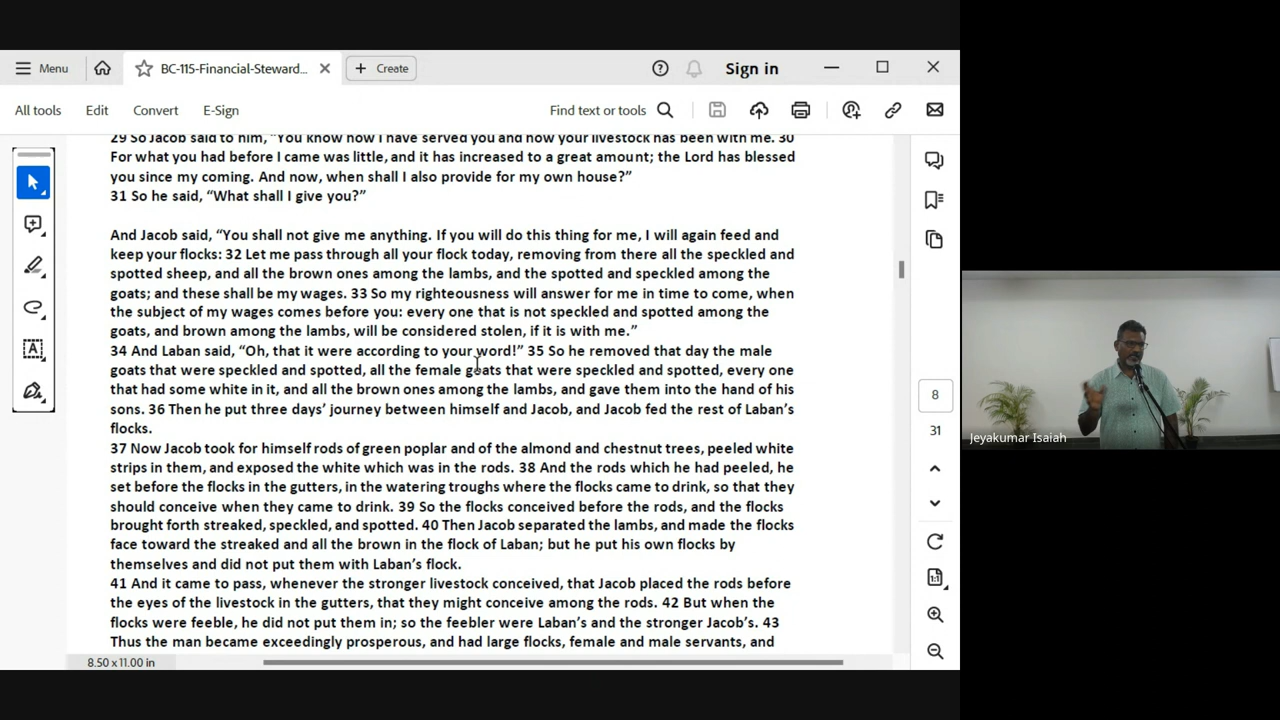 Menu
BC-115-Financial-Steward...
Create
Sign in
All tools
Edit
Convert
E-Sign
Find text or tools
29 So Jacob said to him, “You know how I have served you and how your livestock has been with me. 30
For what you had before I came was little, and it has increased to a great amount; the Lord has blessed
you since my coming. And now, when shall I also provide for my own house?”
31 So he said, “What shall I give you?”
And Jacob said, “You shall not give me anything. If you will do this thing for me, I will again feed and
keep your flocks: 32 Let me pass through all your flock today, removing from there all the speckled and
spotted sheep, and all the brown ones among the lambs, and the spotted and speckled among the
goats; and these shall be my wages. 33 So my righteousness will answer for me in time to come, when
the subject of my wages comes before you: every one that is not speckled and spotted among the
goats, and brown among the lambs, will be considered stolen, if it is with me.”
34 And Laban said, “Oh, that it were according to your word!” 35 So he removed that day the male
goats that were speckled and spotted, all the female goats that were speckled and spotted, every one
that had some white in it, and all the brown ones among the lambs, and gave them into the hand of his
sons. 36 Then he put three days’ journey between himself and Jacob, and Jacob fed the rest of Laban’s
flocks.
37 Now Jacob took for himself rods of green poplar and of the almond and chestnut trees, peeled white
strips in them, and exposed the white which was in the rods. 38 And the rods which he had peeled, he
set before the flocks in the gutters, in the watering troughs where the flocks came to drink, so that they
should conceive when they came to drink. 39 So the flocks conceived before the rods, and the flocks
brought forth streaked, speckled, and spotted. 40 Then Jacob separated the lambs, and made the flocks
face toward the streaked and all the brown in the flock of Laban; but he put his own flocks by
themselves and did not put them with Laban’s flock.
41 And it came to pass, whenever the stronger livestock conceived, that Jacob placed the rods before
the eyes of the livestock in the gutters, that they might conceive among the rods. 42 But when the
flocks were feeble, he did not put them in; so the feebler were Laban’s and the stronger Jacob’s. 43
Thus the man became exceedingly prosperous, and had large flocks, female and male servants, and
8.50 x 11.00 in
8
31
1:1
Jeyakumar Isaiah